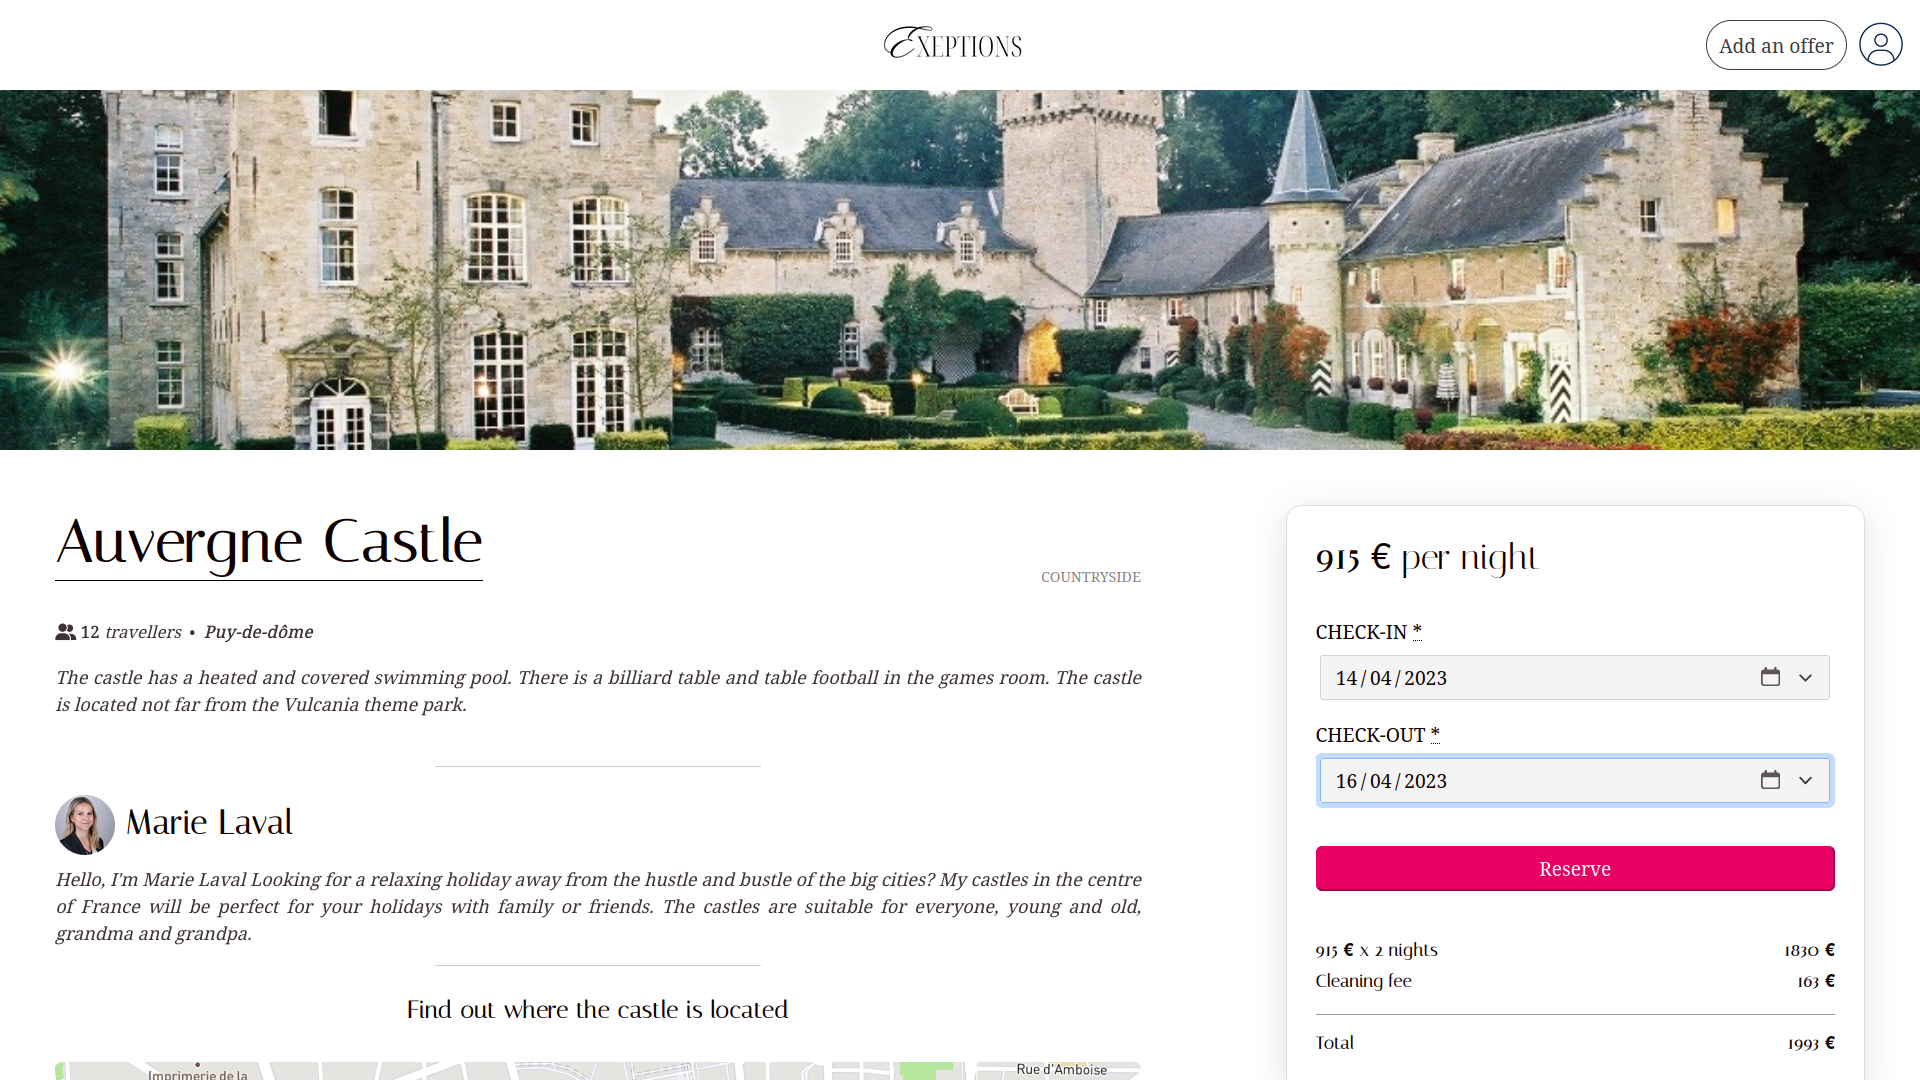 EXEPTIONS
Add an offer
Auvergne Castle
COUNTRYSIDE
12 travellers • Puy-de-dôme
The castle has a heated and covered swimming pool. There is a billiard table and table football in the games room. The castle
is located not far from the Vulcania theme park.
Marie Laval
Hello, I'm Marie Laval Looking for a relaxing holiday away from the hustle and bustle of the big cities? My castles in the centre
of France will be perfect for your holidays with family or friends. The castles are suitable for everyone, young and old,
grandma and grandpa.
Find out where the castle is located
Imprimerie de la
Rue d'Amboise
915 € per night
CHECK-IN *
14/04/2023
CHECK-OUT *
16/04/2023
Reserve
915 € x 2 nights 1830 €
Cleaning fee 163 €
Total 1993 €